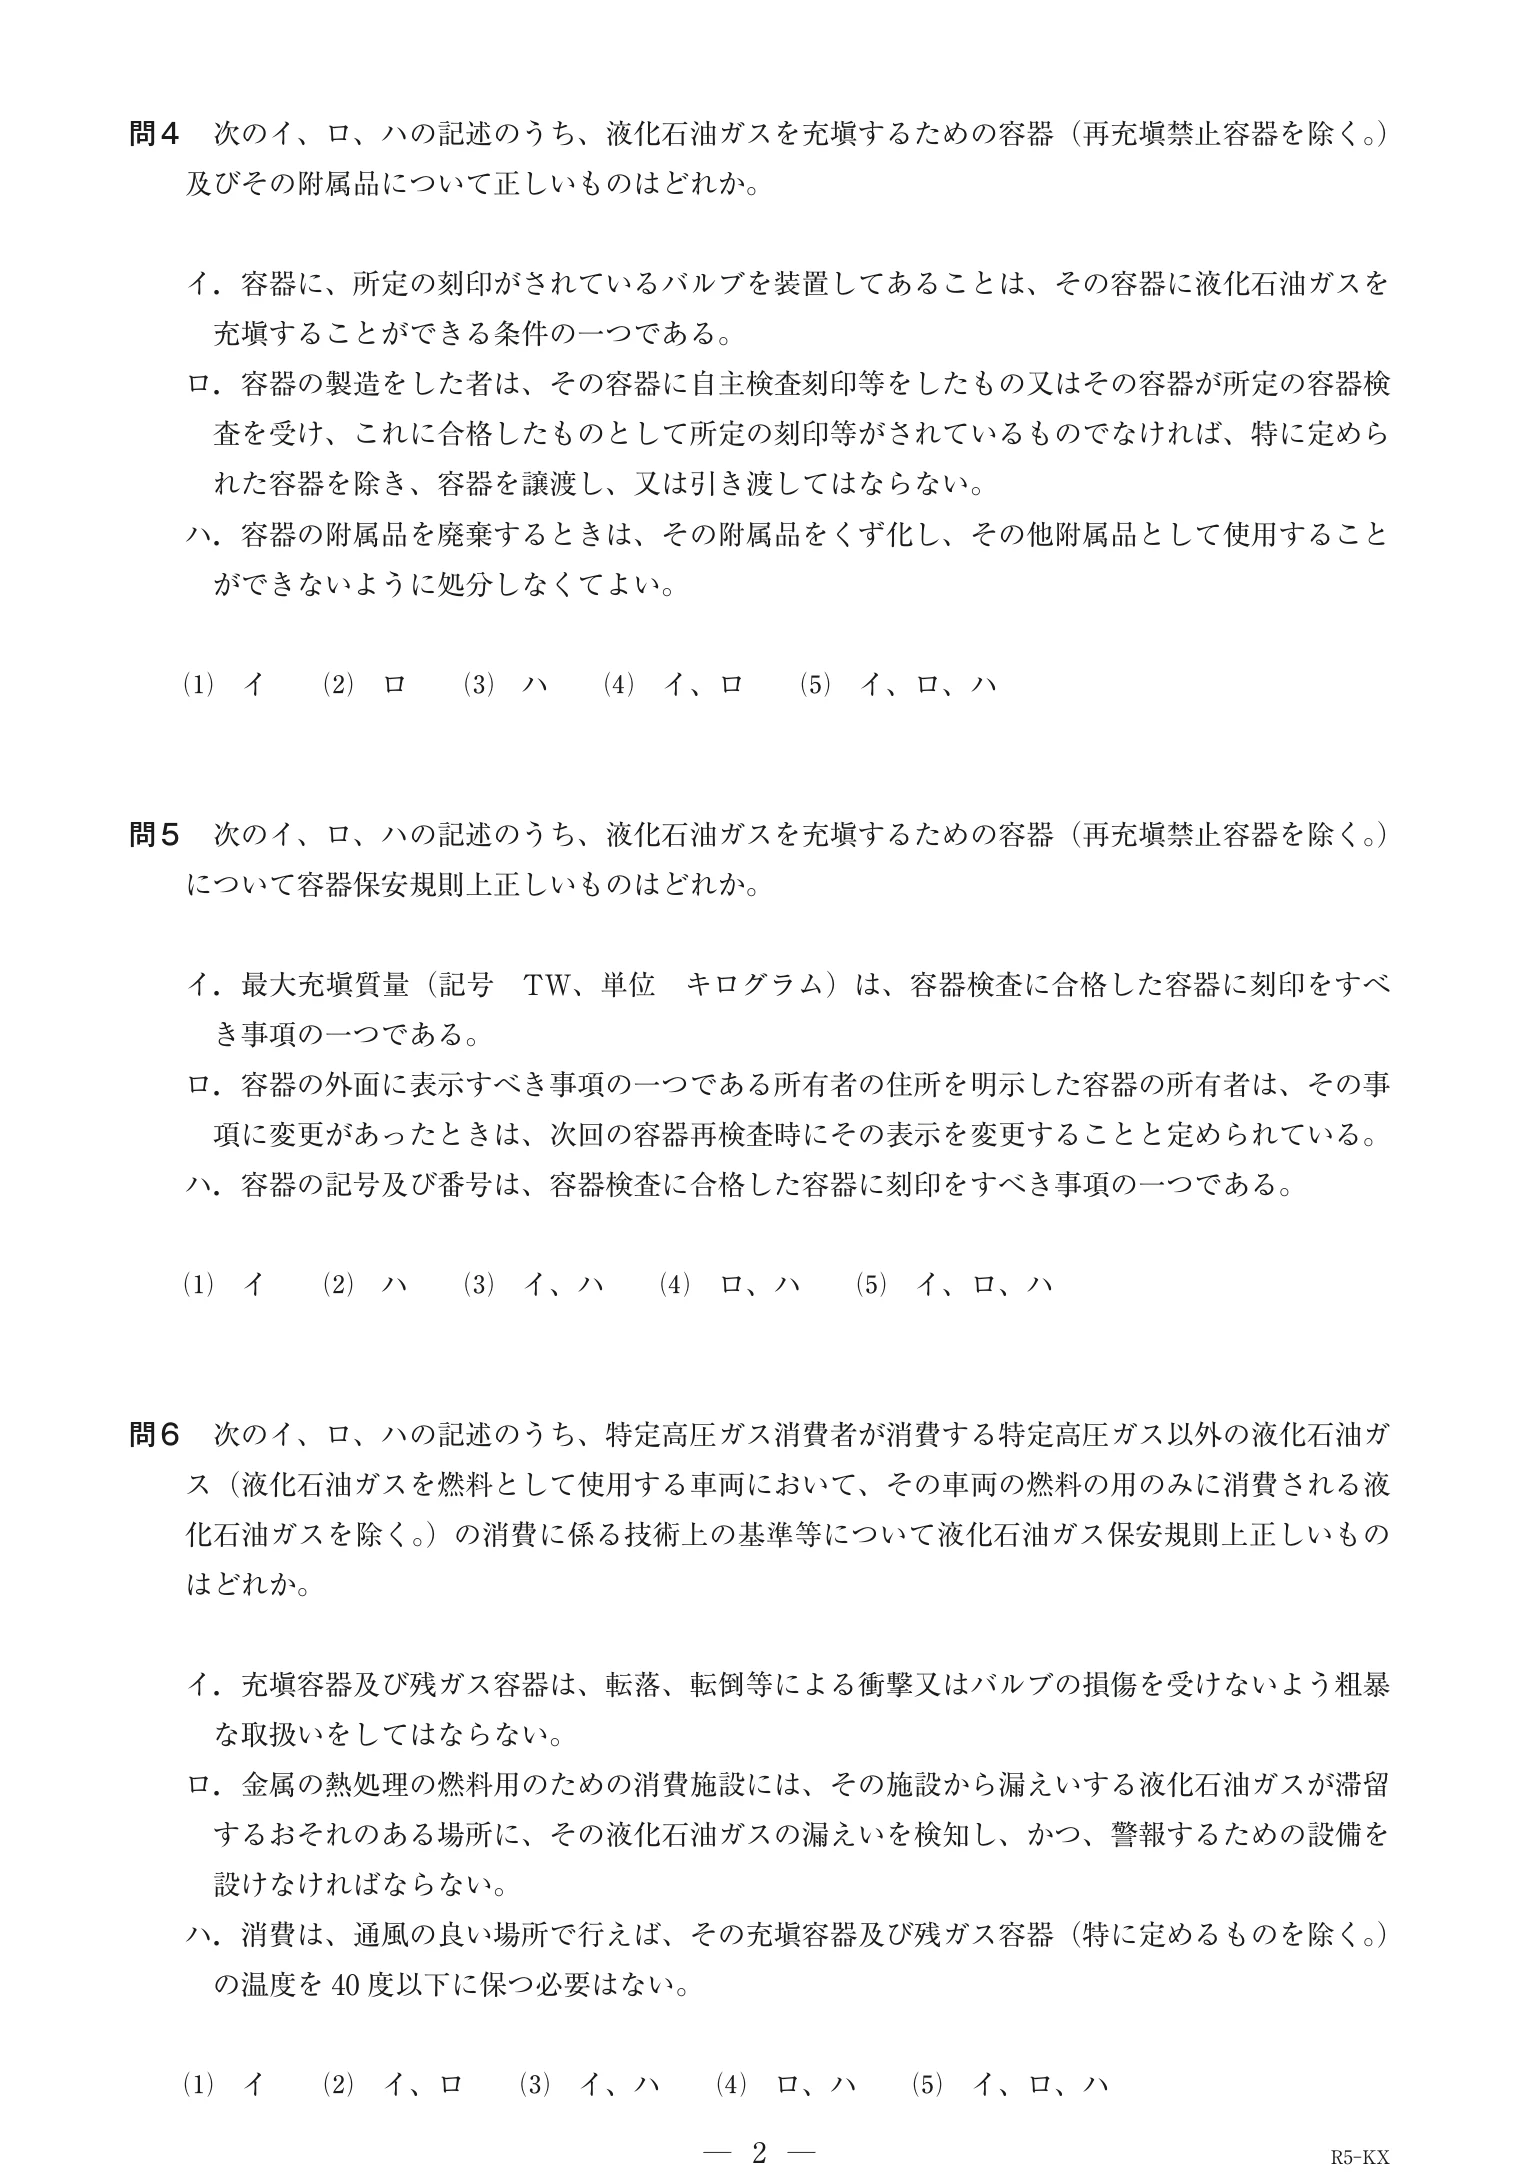 問4　次のイ、ロ、ハの記述のうち、液化石油ガスを充塡するための容器（再充塡禁止容器を除く。）
及びその附属品について正しいものはどれか。
イ．容器に、所定の刻印がされているバルブを装置してあることは、その容器に液化石油ガスを
充塡することができる条件の一つである。
ロ．容器の製造をした者は、その容器に自主検査刻印等をしたもの又はその容器が所定の容器検
査を受け、これに合格したものとして所定の刻印等がされているものでなければ、特に定めら
れた容器を除き、容器を譲渡し、又は引き渡してはならない。
ハ．容器の附属品を廃棄するときは、その附属品をくず化し、その他附属品として使用すること
ができないように処分しなくてよい。
(1)　イ　　(2)　ロ　　(3)　ハ　　(4)　イ、ロ　　(5)　イ、ロ、ハ
問5　次のイ、ロ、ハの記述のうち、液化石油ガスを充塡するための容器（再充塡禁止容器を除く。）
について容器保安規則上正しいものはどれか。
イ．最大充塡質量（記号　TW、単位　キログラム）は、容器検査に合格した容器に刻印をすべ
き事項の一つである。
ロ．容器の外面に表示すべき事項の一つである所有者の住所を明示した容器の所有者は、その事
項に変更があったときは、次回の容器再検査時にその表示を変更することと定められている。
ハ．容器の記号及び番号は、容器検査に合格した容器に刻印をすべき事項の一つである。
(1)　イ　　(2)　ハ　　(3)　イ、ハ　　(4)　ロ、ハ　　(5)　イ、ロ、ハ
問6　次のイ、ロ、ハの記述のうち、特定高圧ガス消費者が消費する特定高圧ガス以外の液化石油ガ
ス（液化石油ガスを燃料として使用する車両において、その車両の燃料の用のみに消費される液
化石油ガスを除く。）の消費に係る技術上の基準等について液化石油ガス保安規則上正しいもの
はどれか。
イ．充塡容器及び残ガス容器は、転落、転倒等による衝撃又はバルブの損傷を受けないよう粗暴
な取扱いをしてはならない。
ロ．金属の熱処理の燃料用のための消費施設には、その施設から漏えいする液化石油ガスが滞留
するおそれのある場所に、その液化石油ガスの漏えいを検知し、かつ、警報するための設備を
設けなければならない。
ハ．消費は、通風の良い場所で行えば、その充塡容器及び残ガス容器（特に定めるものを除く。）
の温度を 40 度以下に保つ必要はない。
(1)　イ　　(2)　イ、ロ　　(3)　イ、ハ　　(4)　ロ、ハ　　(5)　イ、ロ、ハ
― 2 ―
R5-KX